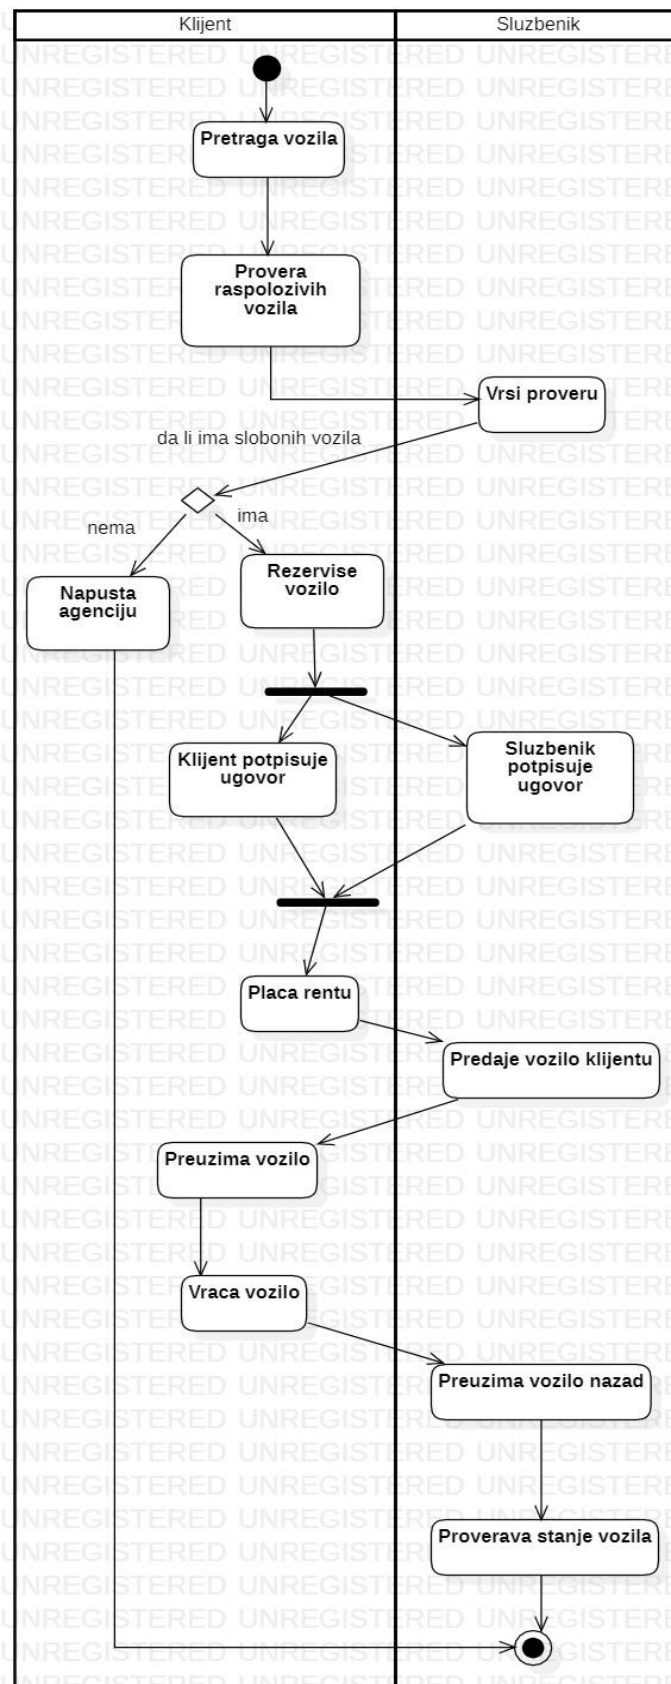 Klijent
Sluzbenik
Pretraga vozila
Provera
raspolozivih
vozila
Vrsi proveru
da li ima slobonih vozila
nema
ima
Napusta
agenciju
Rezervise
vozilo
Klijent potpisuje
ugovor
Sluzbenik
potpisuje
ugovor
Placa rentu
Predaje vozilo klijentu
Preuzima vozilo
Vraca vozilo
Preuzima vozilo nazad
Proverava stanje vozila
UNREGISTERED